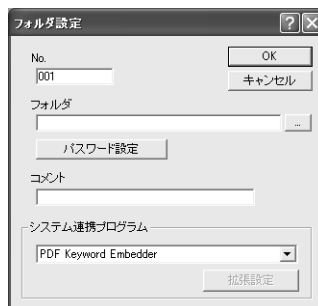 フォルダ設定
No.
OK
001
キャンセル
フォルダ
...
パスワード設定
コメント
システム連携プログラム
PDF Keyword Embedder
拡張設定